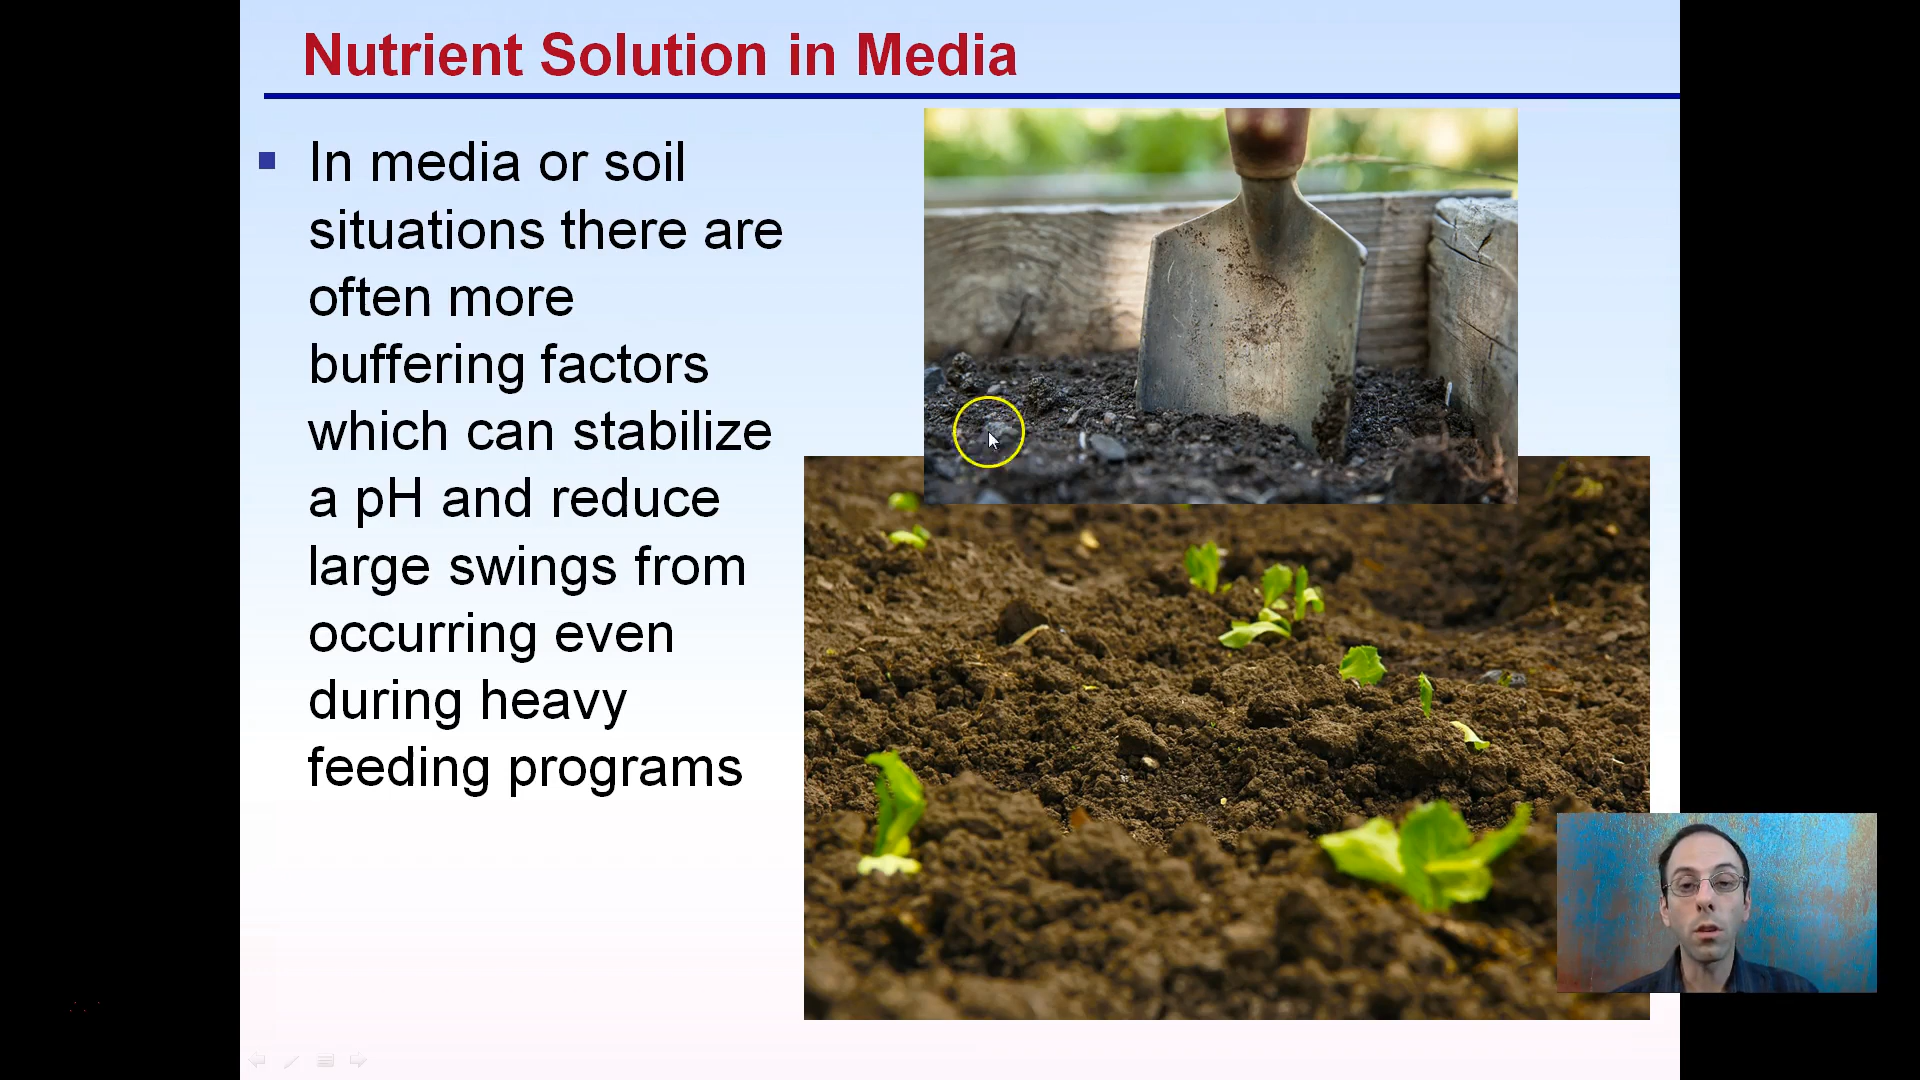 Nutrient Solution in Media
In media or soil
situations there are
often more
buffering factors
which can stabilize
a pH and reduce
large swings from
occurring even
during heavy
feeding programs